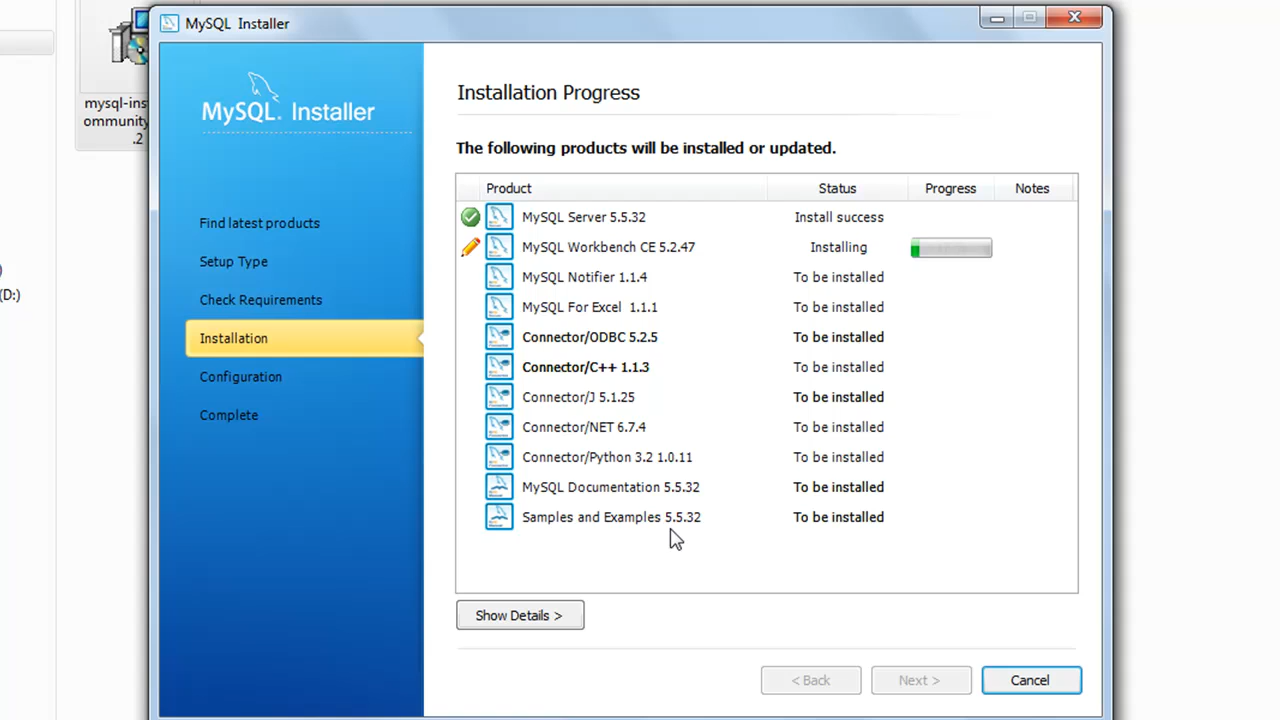 MySQL Installer
mysql-ins
ommunity
.2
(D:)
MySQL. Installer
Find latest products
Setup Type
Check Requirements
Installation
Configuration
Complete
Installation Progress
The following products will be installed or updated.
Product Status Progress Notes
MySQL Server 5.5.32 Install success
MySQL Workbench CE 5.2.47 Installing
MySQL Notifier 1.1.4 To be installed
MySQL For Excel 1.1.1 To be installed
Connector/ODBC 5.2.5 To be installed
Connector/C++ 1.1.3 To be installed
Connector/J 5.1.25 To be installed
Connector/NET 6.7.4 To be installed
Connector/Python 3.2 1.0.11 To be installed
MySQL Documentation 5.5.32 To be installed
Samples and Examples 5.5.32 To be installed
Show Details >
< Back Next > Cancel